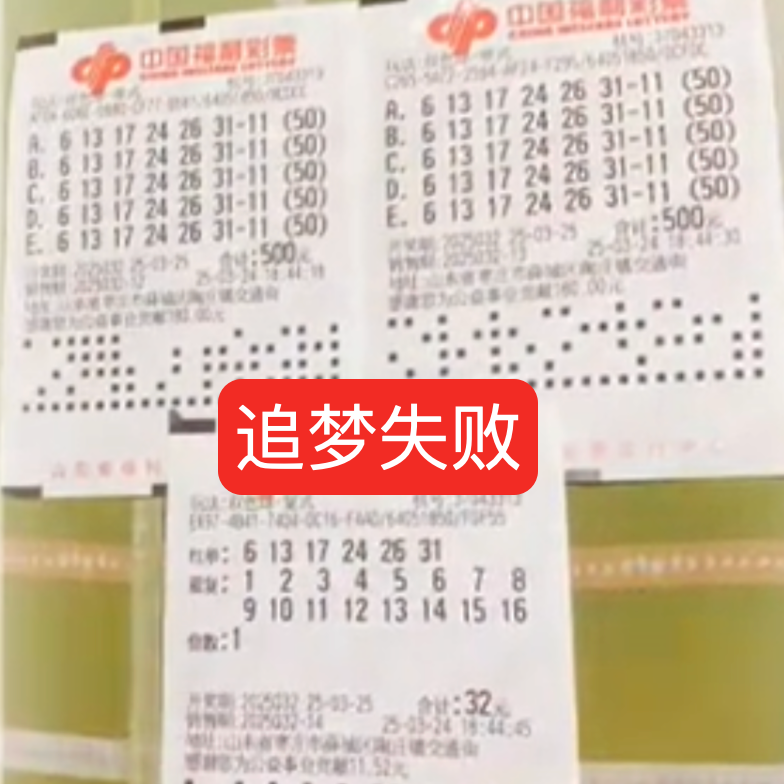 中国福利彩票
CHINA WELFARE LOTTERY
A. 6 13 17 24 26 31-11 (50)
B. 6 13 17 24 26 31-11 (50)
C. 6 13 17 24 26 31-11 (50)
D. 6 13 17 24 26 31-11 (50)
E. 6 13 17 24 26 31-11 (50)
合计:500元
开奖期:2025032 25-03-25
销售期:2025032-12 25-03-24 18:44:18
地址:山东省枣庄市薛城区陶庄镇交通街
感谢您为公益事业贡献180.00元
中国福利彩票
CHINA WELFARE LOTTERY
A. 6 13 17 24 26 31-11 (50)
B. 6 13 17 24 26 31-11 (50)
C. 6 13 17 24 26 31-11 (50)
D. 6 13 17 24 26 31-11 (50)
E. 6 13 17 24 26 31-11 (50)
合计:500元
开奖期:2025032 25-03-25
销售期:2025032-13 25-03-24 18:44:30
地址:山东省枣庄市薛城区陶庄镇交通街
感谢您为公益事业贡献180.00元
追梦失败
玩法:双色球-复式
红单: 6 13 17 24 26 31
蓝复: 1 2 3 4 5 6 7 8
9 10 11 12 13 14 15 16
倍数:1
开奖期:2025032 25-03-25 合计:32元
销售期:2025032-14 25-03-24 18:44:45
地址:山东省枣庄市薛城区陶庄镇交通街
感谢您为公益事业贡献11.52元